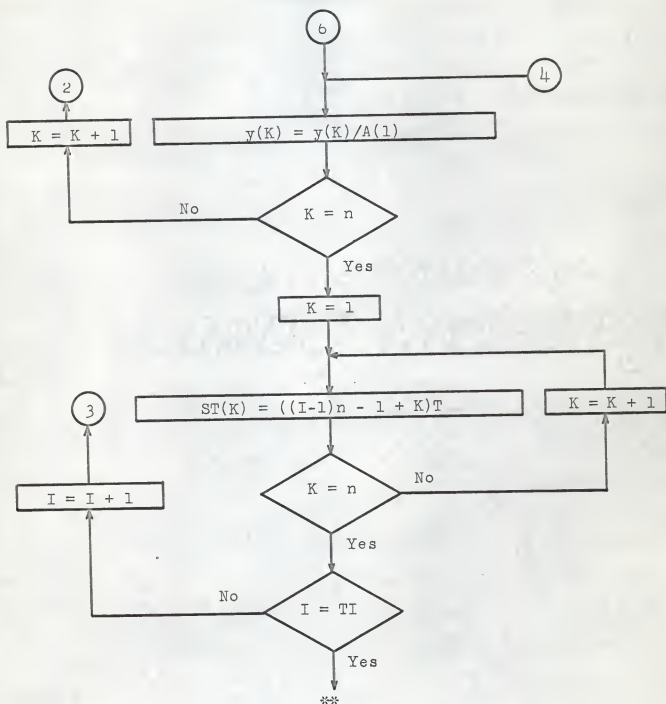 6
4
2
K = K + 1
y(K) = y(K)/A(1)
No
K = n
Yes
K = 1
3
ST(K) = ((I-1)n - 1 + K)T
K = K + 1
I = I + 1
K = n
No
Yes
No
I = TI
Yes
**